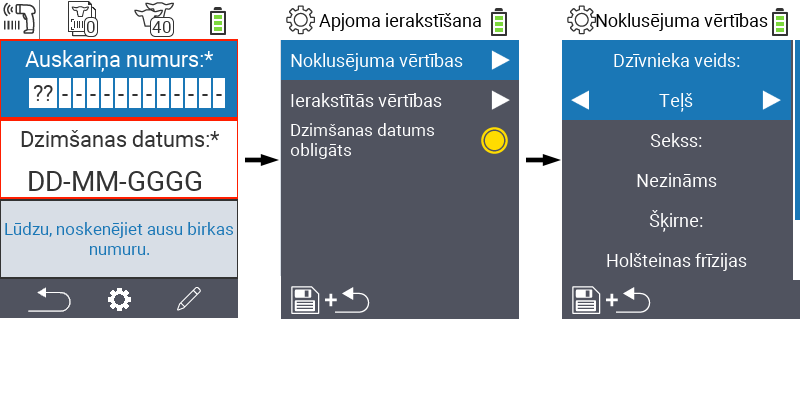 0
40
Auskariņa numurs:*
??-----------
Dzimšanas datums:*
DD-MM-GGGG
Lūdzu, noskenējiet ausu birkas
numuru.
Apjoma ierakstīšana
Noklusējuma vērtības
Ierakstītās vērtības
Dzimšanas datums
obligāts
+
Noklusējuma vērtības
Dzīvnieka veids:
Teļš
Sekss:
Nezināms
Šķirne:
Holšteinas frīzijas
+